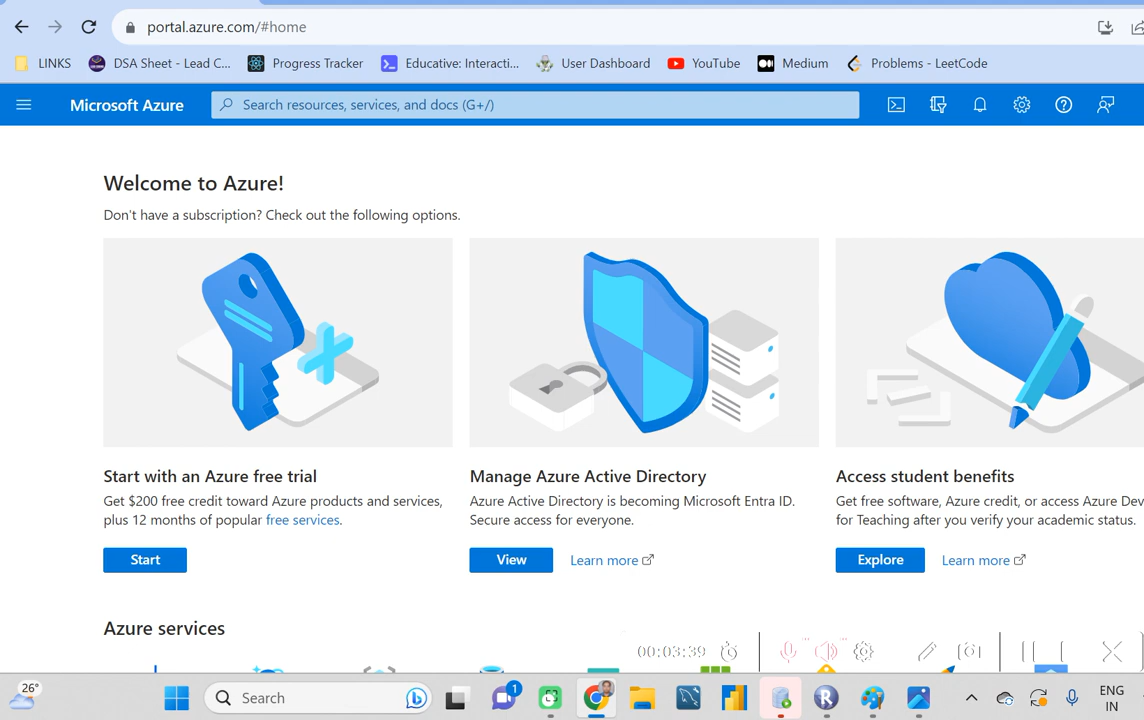 portal.azure.com/#home
LINKS DSA Sheet - Lead C... Progress Tracker Educative: Interacti... User Dashboard YouTube Medium Problems - LeetCode
Microsoft Azure Search resources, services, and docs (G+/)
Welcome to Azure!
Don't have a subscription? Check out the following options.
Start with an Azure free trial
Get $200 free credit toward Azure products and services,
plus 12 months of popular free services.
Start
Manage Azure Active Directory
Azure Active Directory is becoming Microsoft Entra ID.
Secure access for everyone.
View Learn more
Access student benefits
Get free software, Azure credit, or access Azure Dev
for Teaching after you verify your academic status.
Explore Learn more
Azure services
00:03:39
26°
Search
1
R
ENG
IN